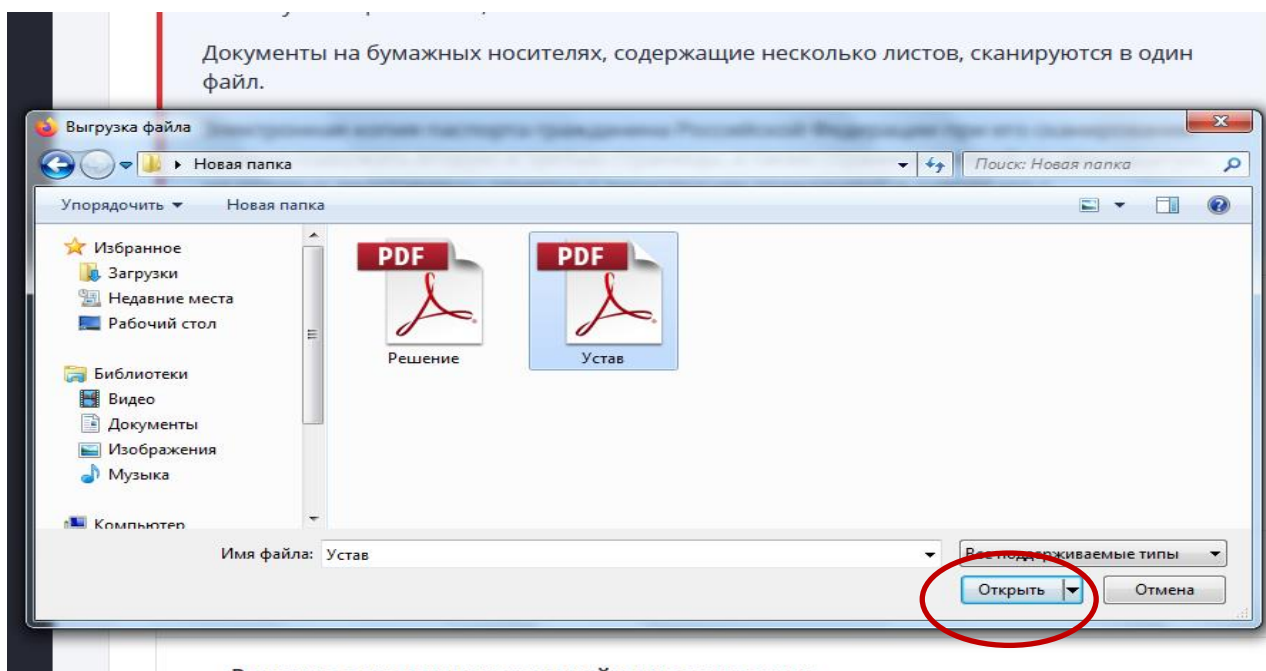 Документы на бумажных носителях, содержащие несколько листов, сканируются в один
файл.
Выгрузка файла
Новая папка
Поиск: Новая папка
Упорядочить
Новая папка
Избранное
Загрузки
Недавние места
Рабочий стол
Библиотеки
Видео
Документы
Изображения
Музыка
Компьютер
PDF
Решение
PDF
Устав
Имя файла: Устав
Все поддерживаемые типы
Открыть
Отмена